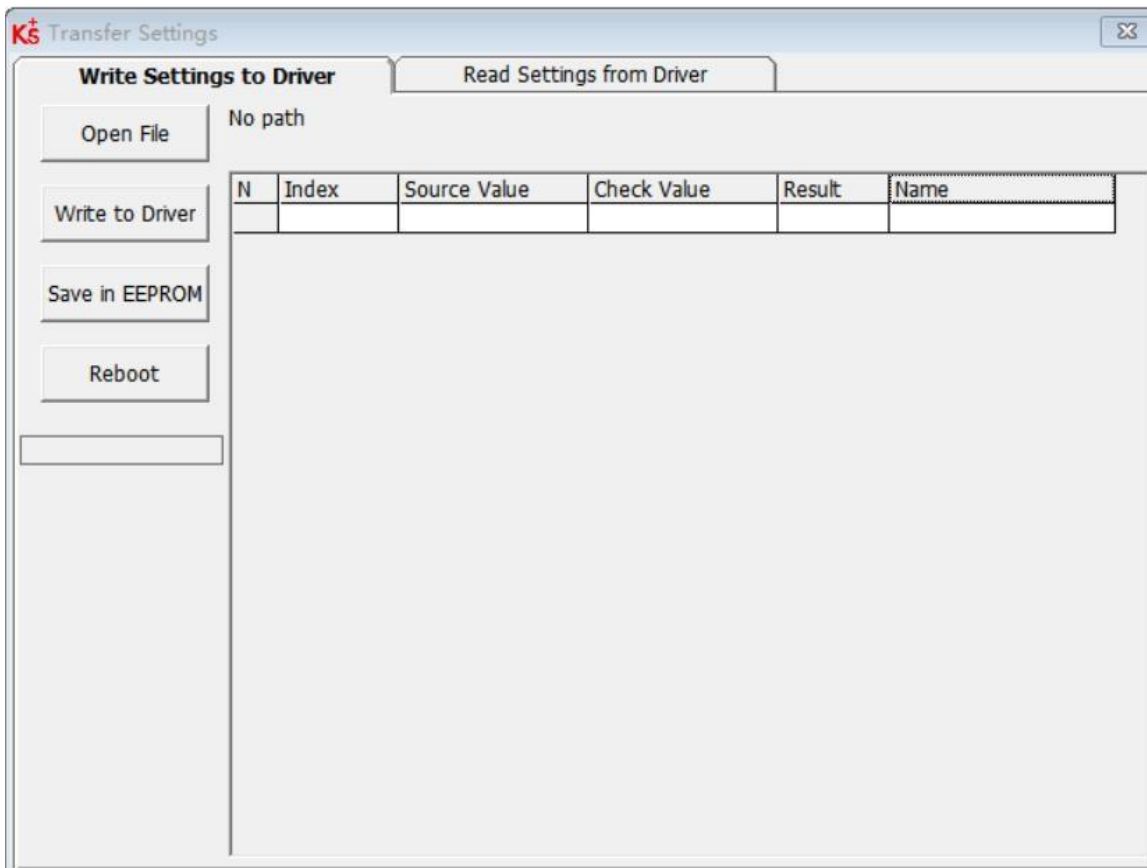 K+S Transfer Settings
Write Settings to Driver
Read Settings from Driver
Open File
No path
Write to Driver
Save in EEPROM
Reboot
N Index Source Value Check Value Result Name